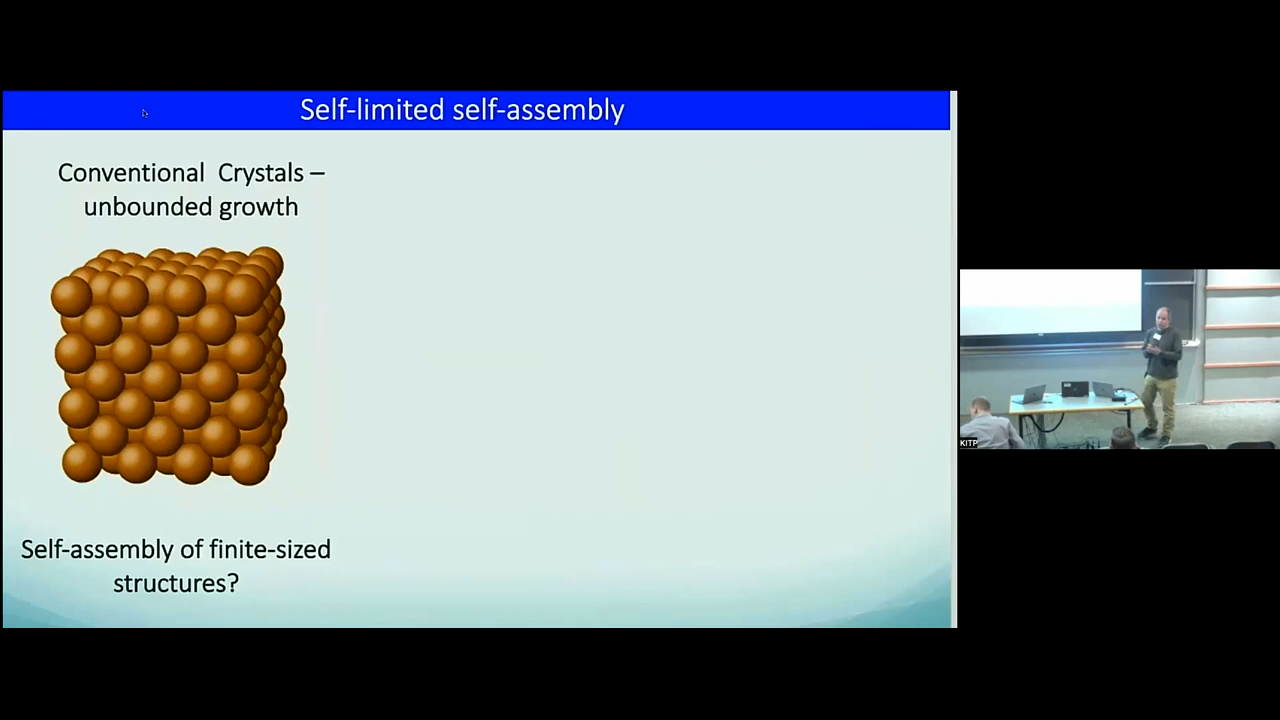 Self-limited self-assembly
Conventional Crystals –
unbounded growth
Self-assembly of finite-sized
structures?
KITP